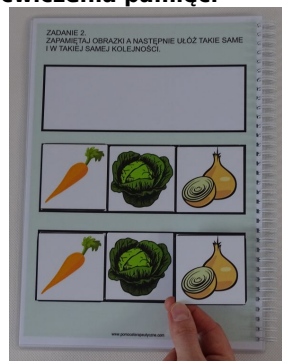 ćwiczenia pamięci
ZADANIE 2.
ZAPAMIĘTAJ OBRAZKI A NASTĘPNIE UŁÓŻ TAKIE SAME
I W TAKIEJ SAMEJ KOLEJNOŚCI.